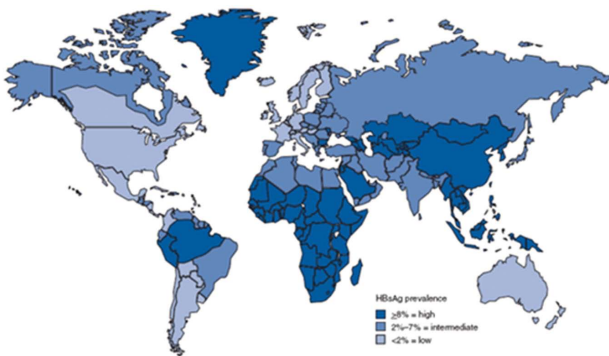 HBsAg prevalence
≥8% = high
2%–7% = intermediate
<2% = low